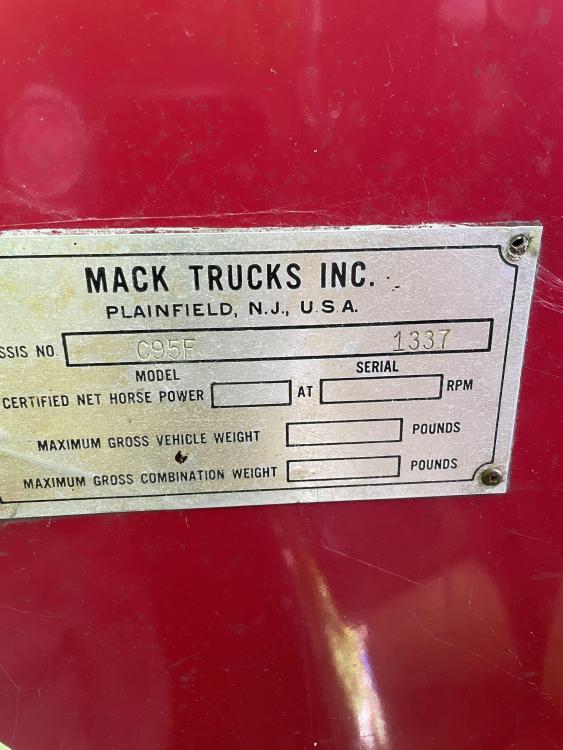 MACK TRUCKS INC.
PLAINFIELD, N.J., U.S.A.
SSIS NO. C95F 1337
MODEL SERIAL
CERTIFIED NET HORSE POWER AT RPM
MAXIMUM GROSS VEHICLE WEIGHT POUNDS
MAXIMUM GROSS COMBINATION WEIGHT POUNDS